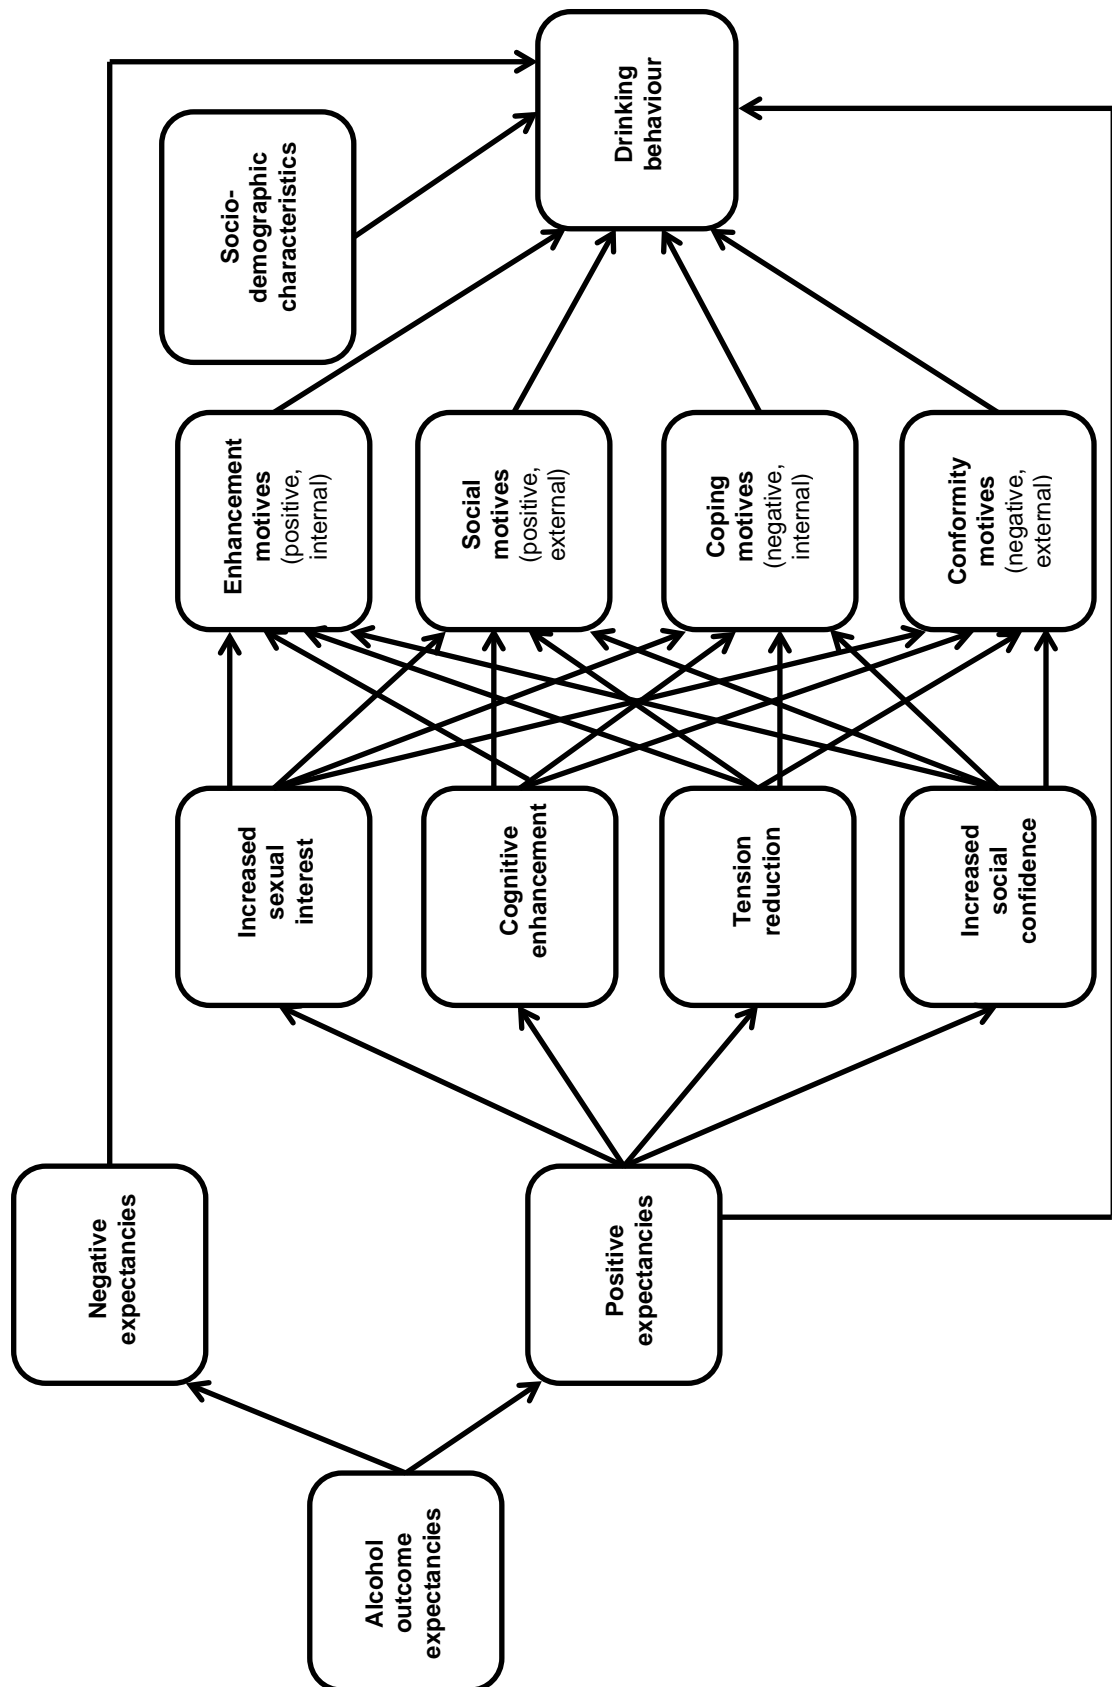 Alcohol
outcome
expectancies
Negative
expectancies
Positive
expectancies
Increased
sexual
interest
Cognitive
enhancement
Tension
reduction
Increased
social
confidence
Enhancement
motives
(positive,
internal)
Social
motives
(positive,
external)
Coping
motives
(negative,
internal)
Conformity
motives
(negative,
external)
Socio-
demographic
characteristics
Drinking
behaviour